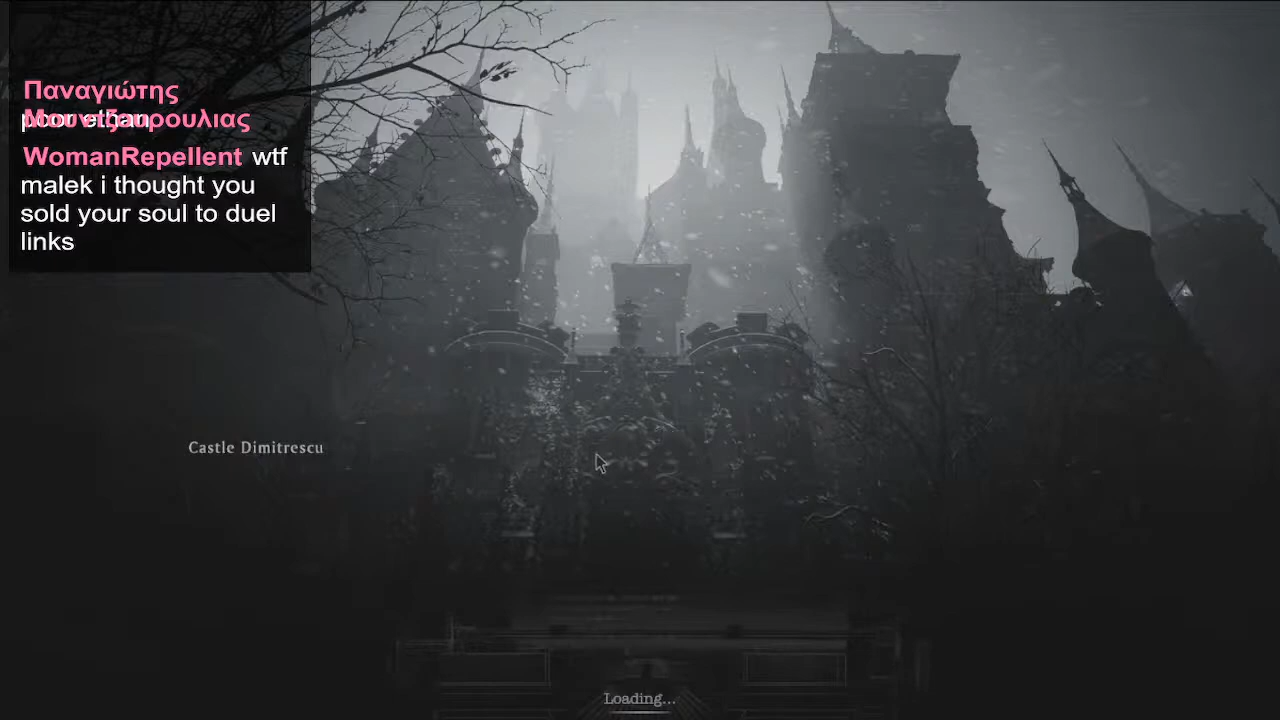 Παναγιώτης
WomanRepellent wtf
malek i thought you
sold your soul to duel
links
Castle Dimitrescu
Loading...